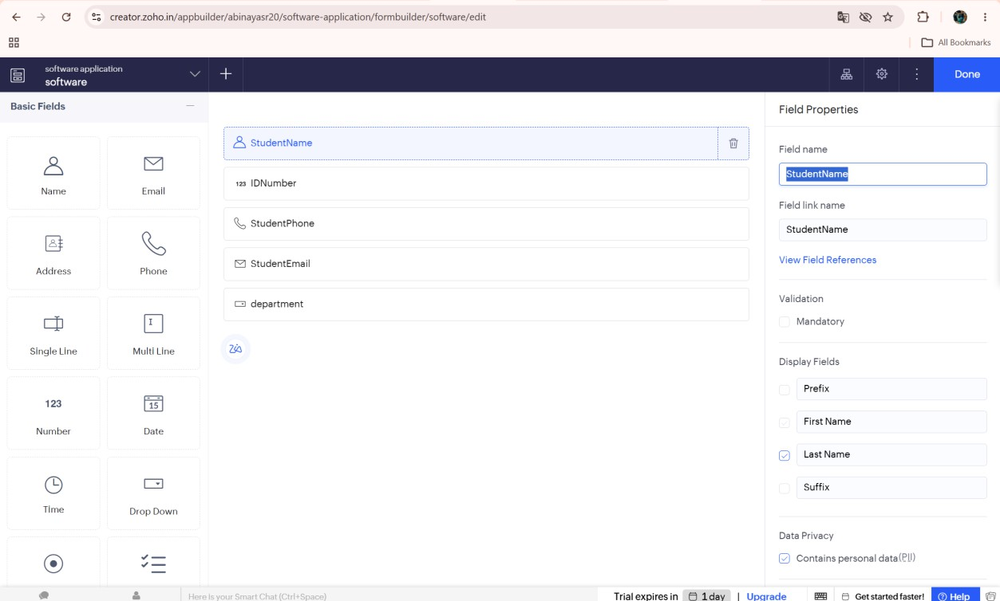 creator.zoho.in/appbuilder/abinayasr20/software-application/formbuilder/software/edit
All Bookmarks
software application
software
Done
Basic Fields
Name
Email
Address
Phone
Single Line
Multi Line
123
Number
15
Date
Time
Drop Down
StudentName
123 IDNumber
StudentPhone
StudentEmail
department
Field Properties
Field name
StudentName
Field link name
StudentName
View Field References
Validation
Mandatory
Display Fields
Prefix
First Name
Last Name
Suffix
Data Privacy
Contains personal data(PII)
Here is your Smart Chat (Ctrl+Space)
Trial expires in 1 day | Upgrade
Get started faster!
Help